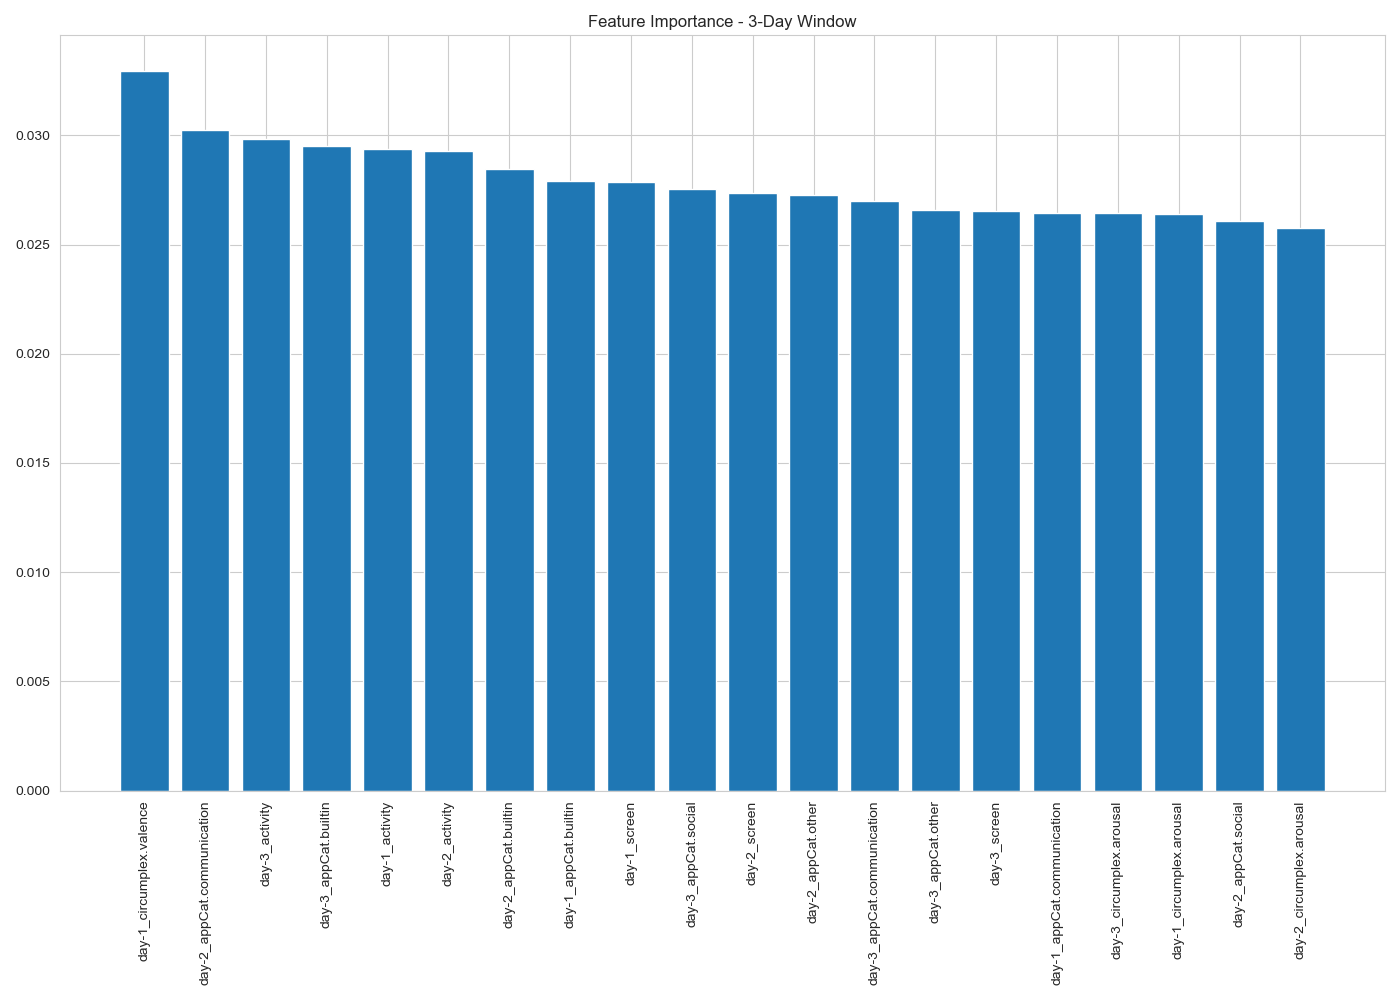 Feature Importance - 3-Day Window
0.030
0.025
0.020
0.015
0.010
0.005
0.000
day-1_circumplex.valence
day-2_appCat.communication
day-3_activity
day-3_appCat.builtin
day-1_activity
day-2_activity
day-2_appCat.builtin
day-1_appCat.builtin
day-1_screen
day-3_appCat.social
day-2_screen
day-2_appCat.other
day-3_appCat.communication
day-3_appCat.other
day-3_screen
day-1_appCat.communication
day-3_circumplex.arousal
day-1_circumplex.arousal
day-2_appCat.social
day-2_circumplex.arousal